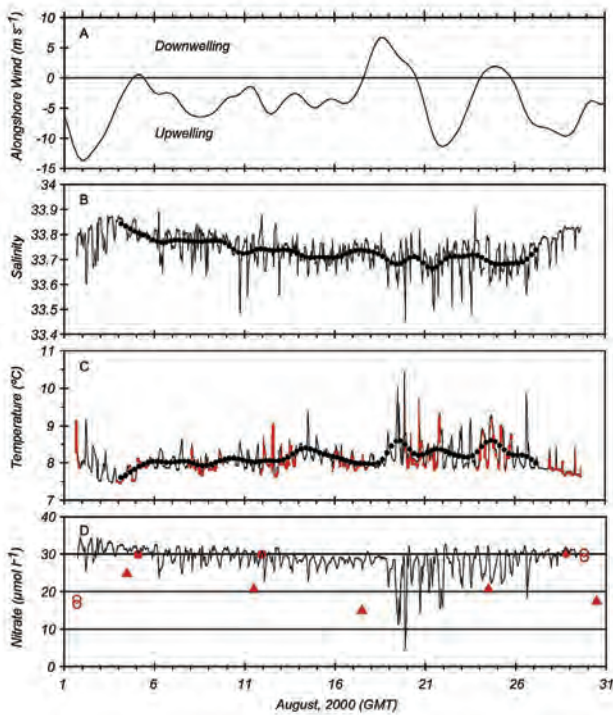 10
5
0
-5
-10
-15
Alongshore Wind (m s⁻¹)
A
Downwelling
Upwelling
34
33.9
33.8
33.7
33.6
33.5
33.4
Salinity
B
11
10
9
8
7
Temperature (ºC)
C
40
30
20
10
0
Nitrate (μmol l⁻¹)
D
1
6
11
16
21
26
31
August, 2000 (GMT)